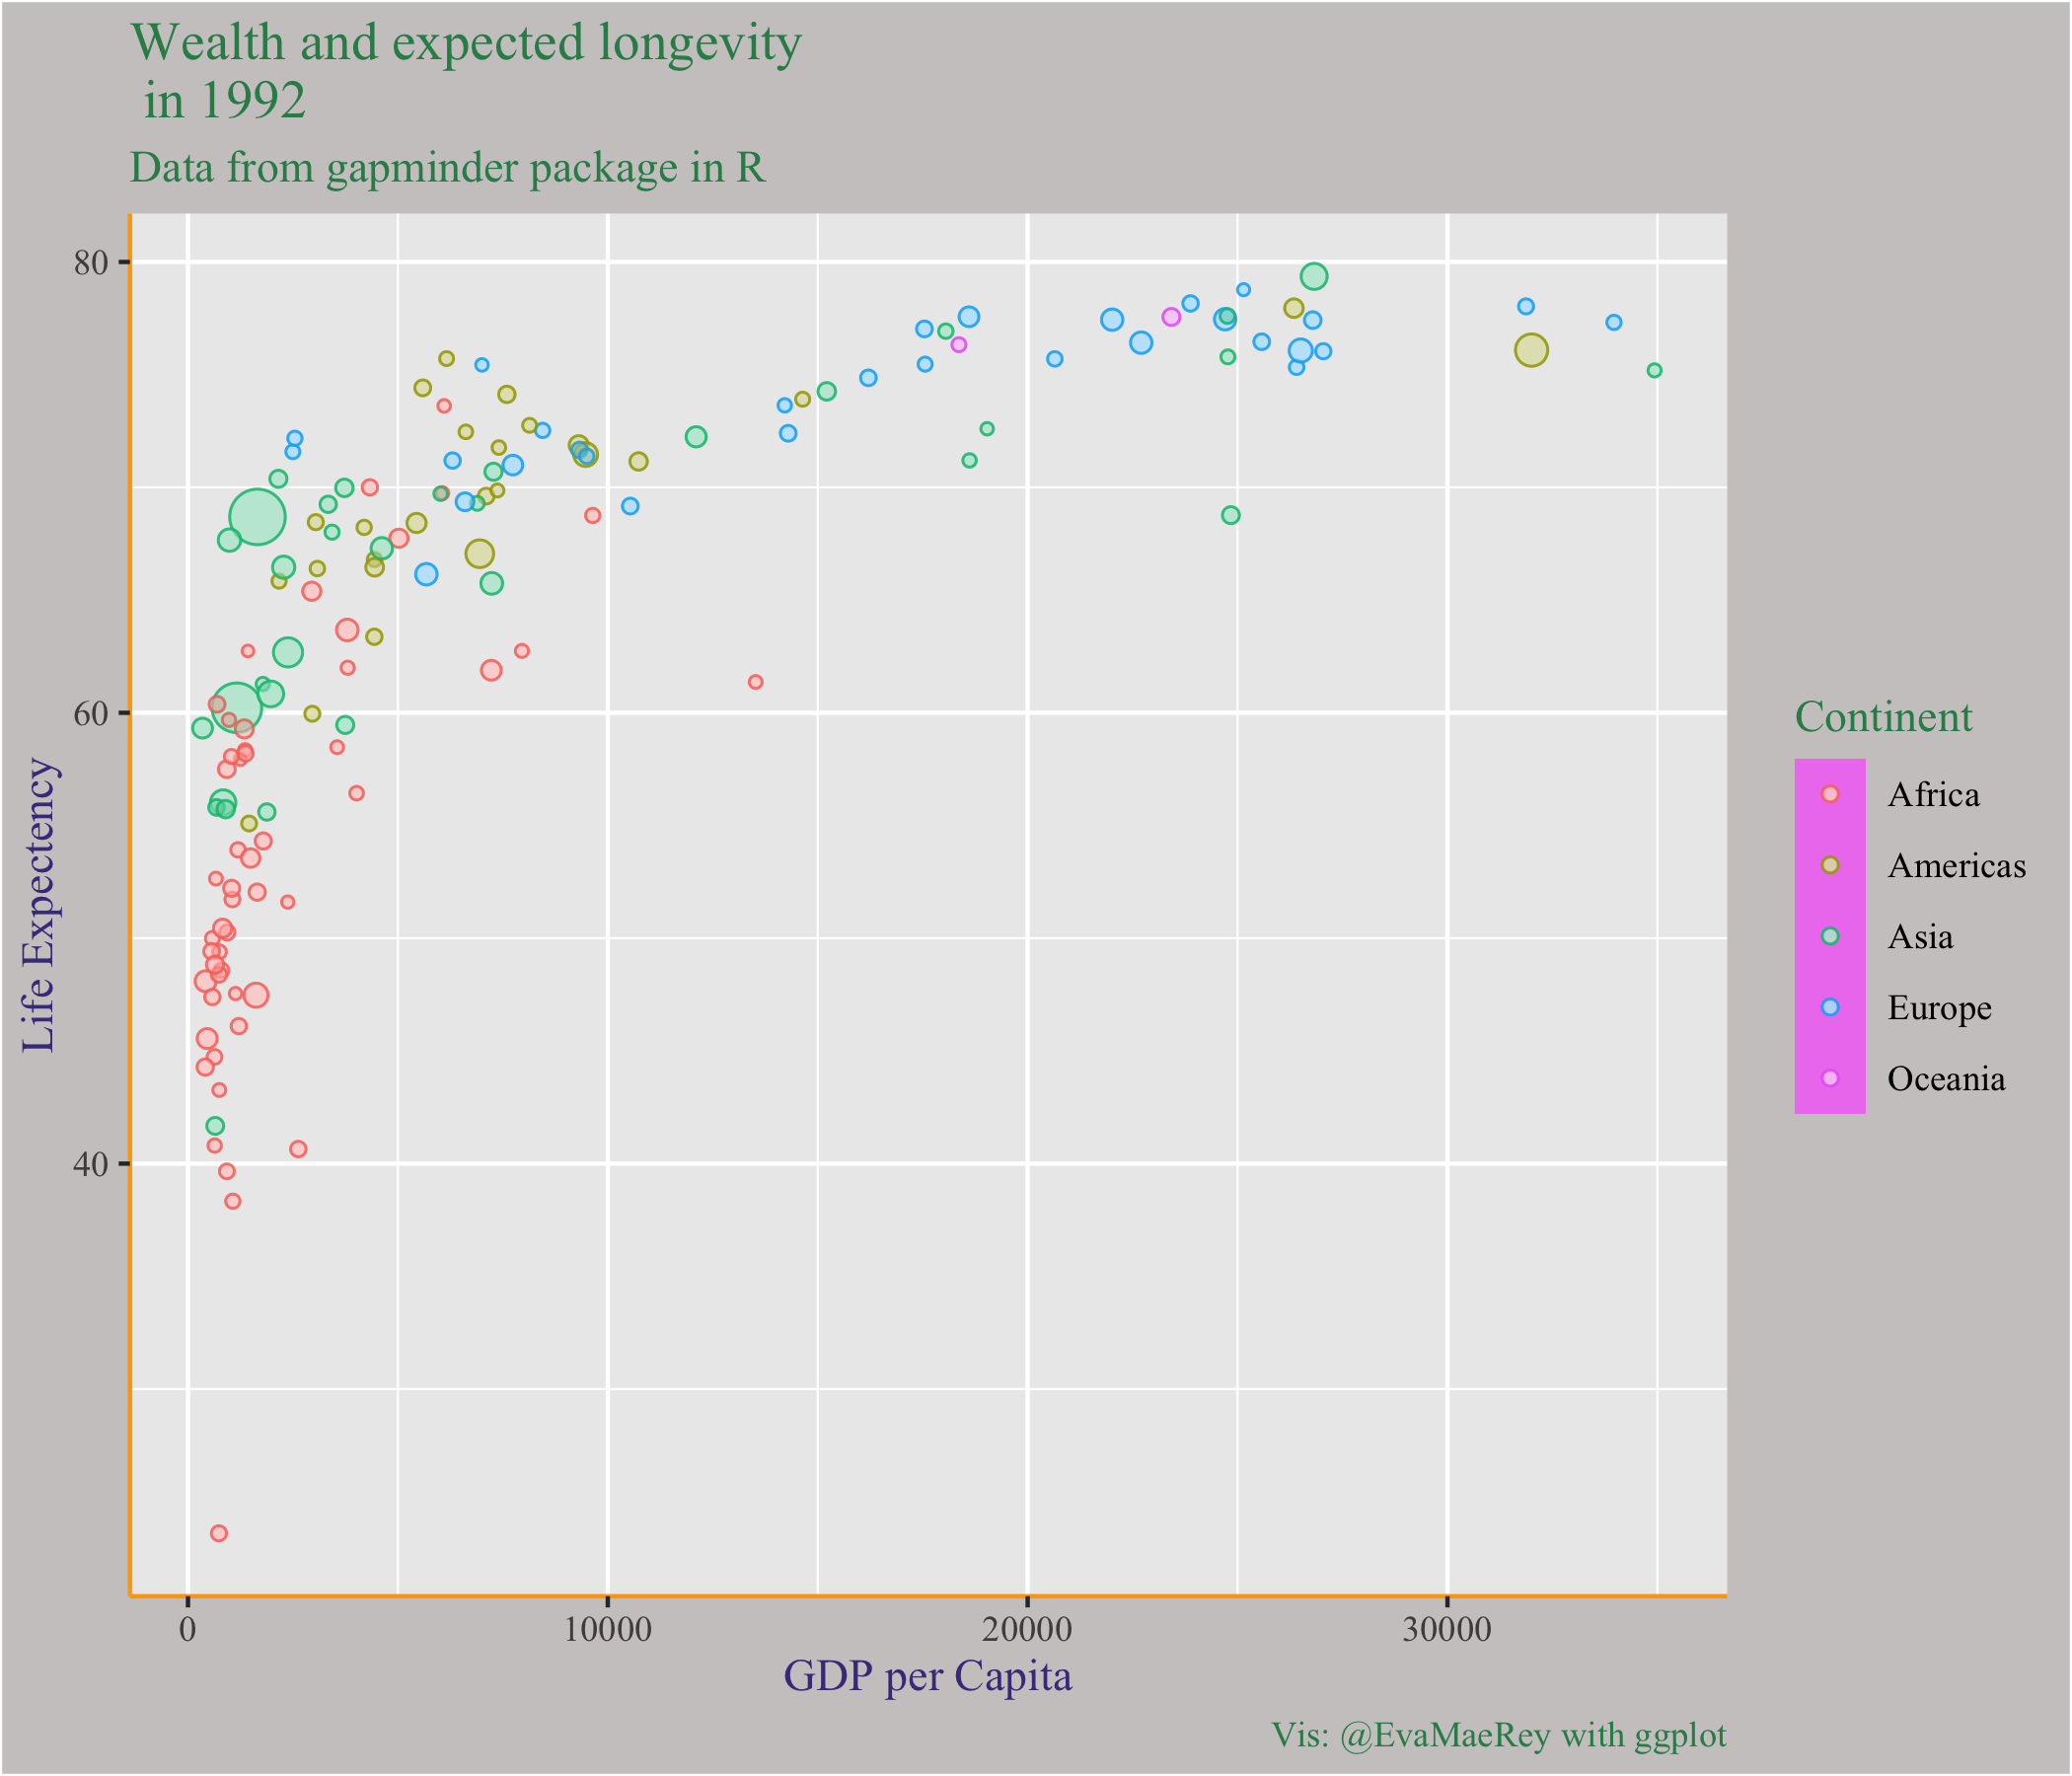 Wealth and expected longevity
in 1992
Data from gapminder package in R
80
60
40
Life Expectency
0 10000 20000 30000
GDP per Capita
Continent
Africa
Americas
Asia
Europe
Oceania
Vis: @EvaMaeRey with ggplot